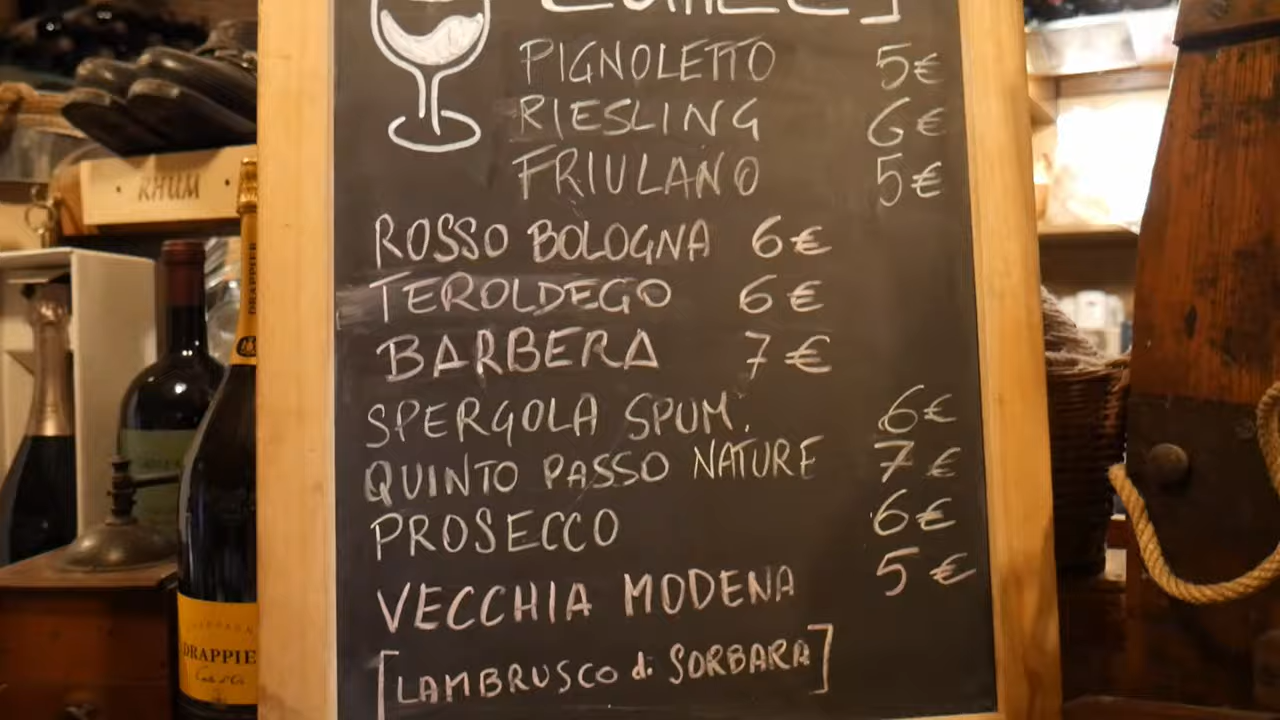 PIGNOLETTO 5€
RIESLING 6€
FRIULANO 5€
ROSSO BOLOGNA 6€
TEROLDEGO 6€
BARBERA 7€
SPERGOLA SPUM. 6€
QUINTO PASSO NATURE 7€
PROSECCO 6€
VECCHIA MODENA 5€
[LAMBRUSCO di SORBARA]
RHUM
DRAPPIE